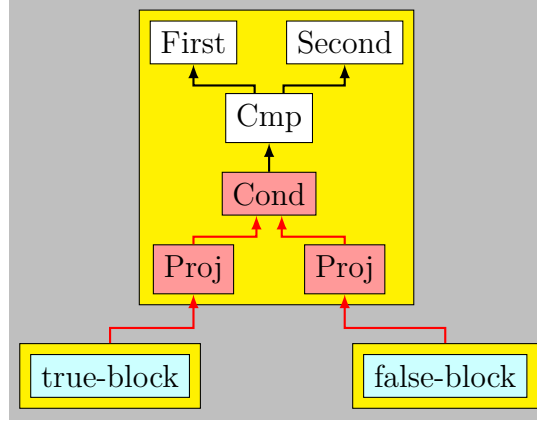 First
Second
Cmp
Cond
Proj
Proj
true-block
false-block